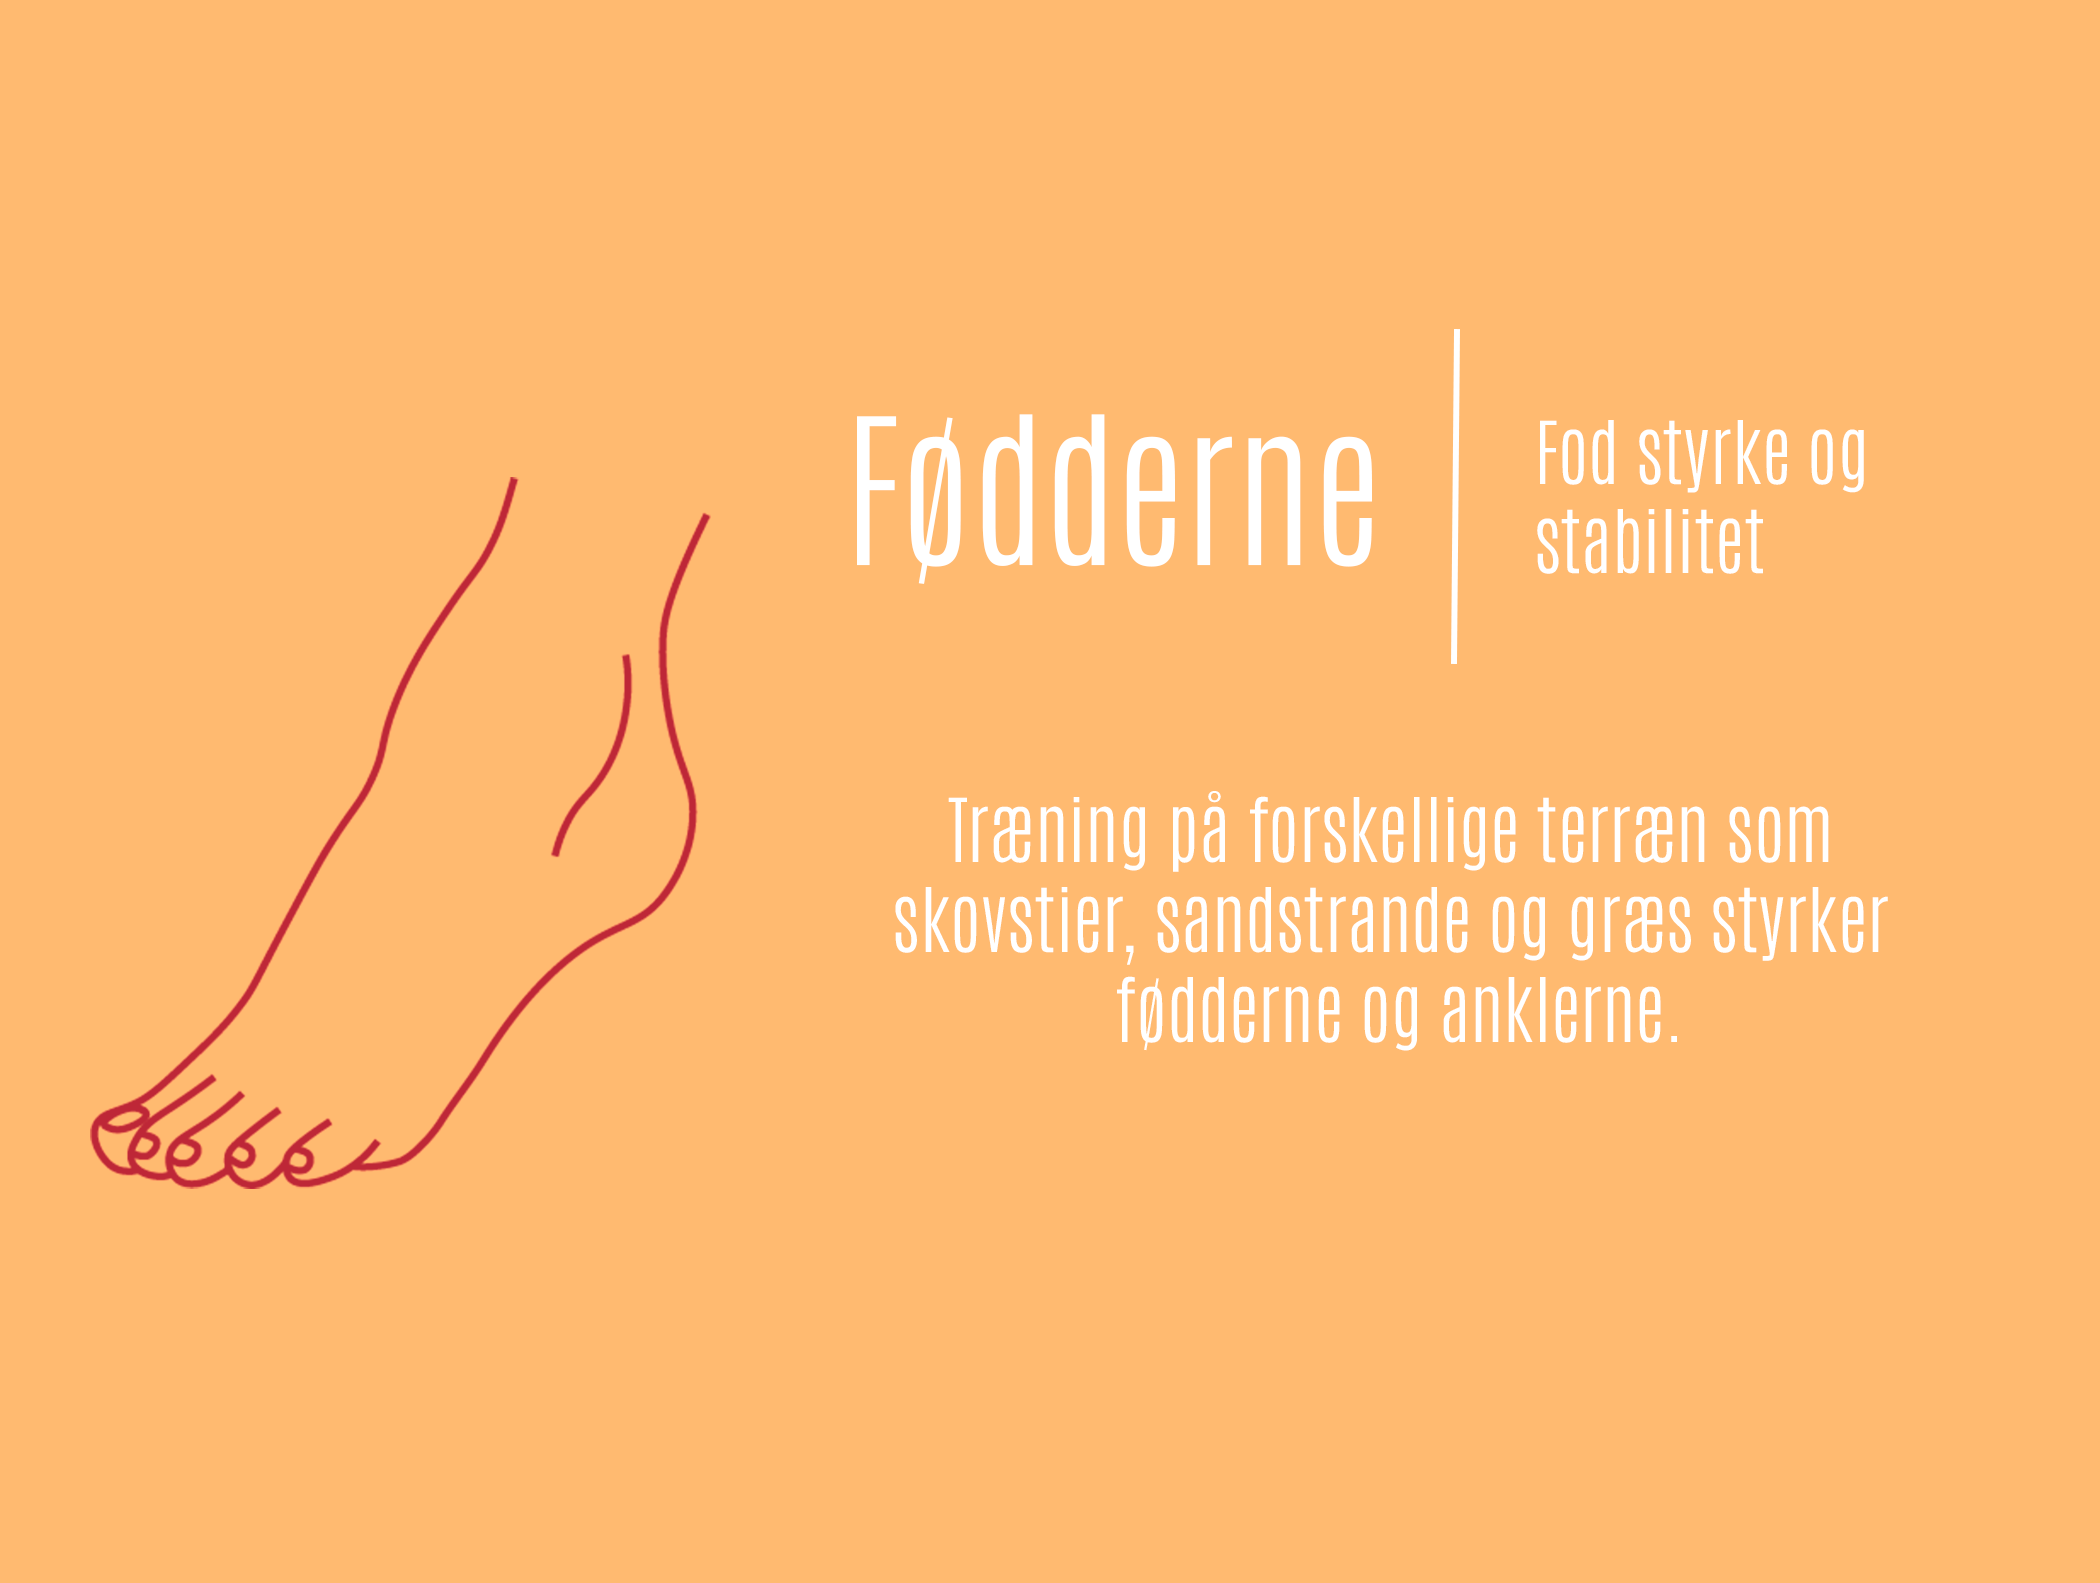 Fødderne
Fod styrke og
stabilitet
Træning på forskellige terræn som
skovstier, sandstrande og græs styrker
fødderne og anklerne.